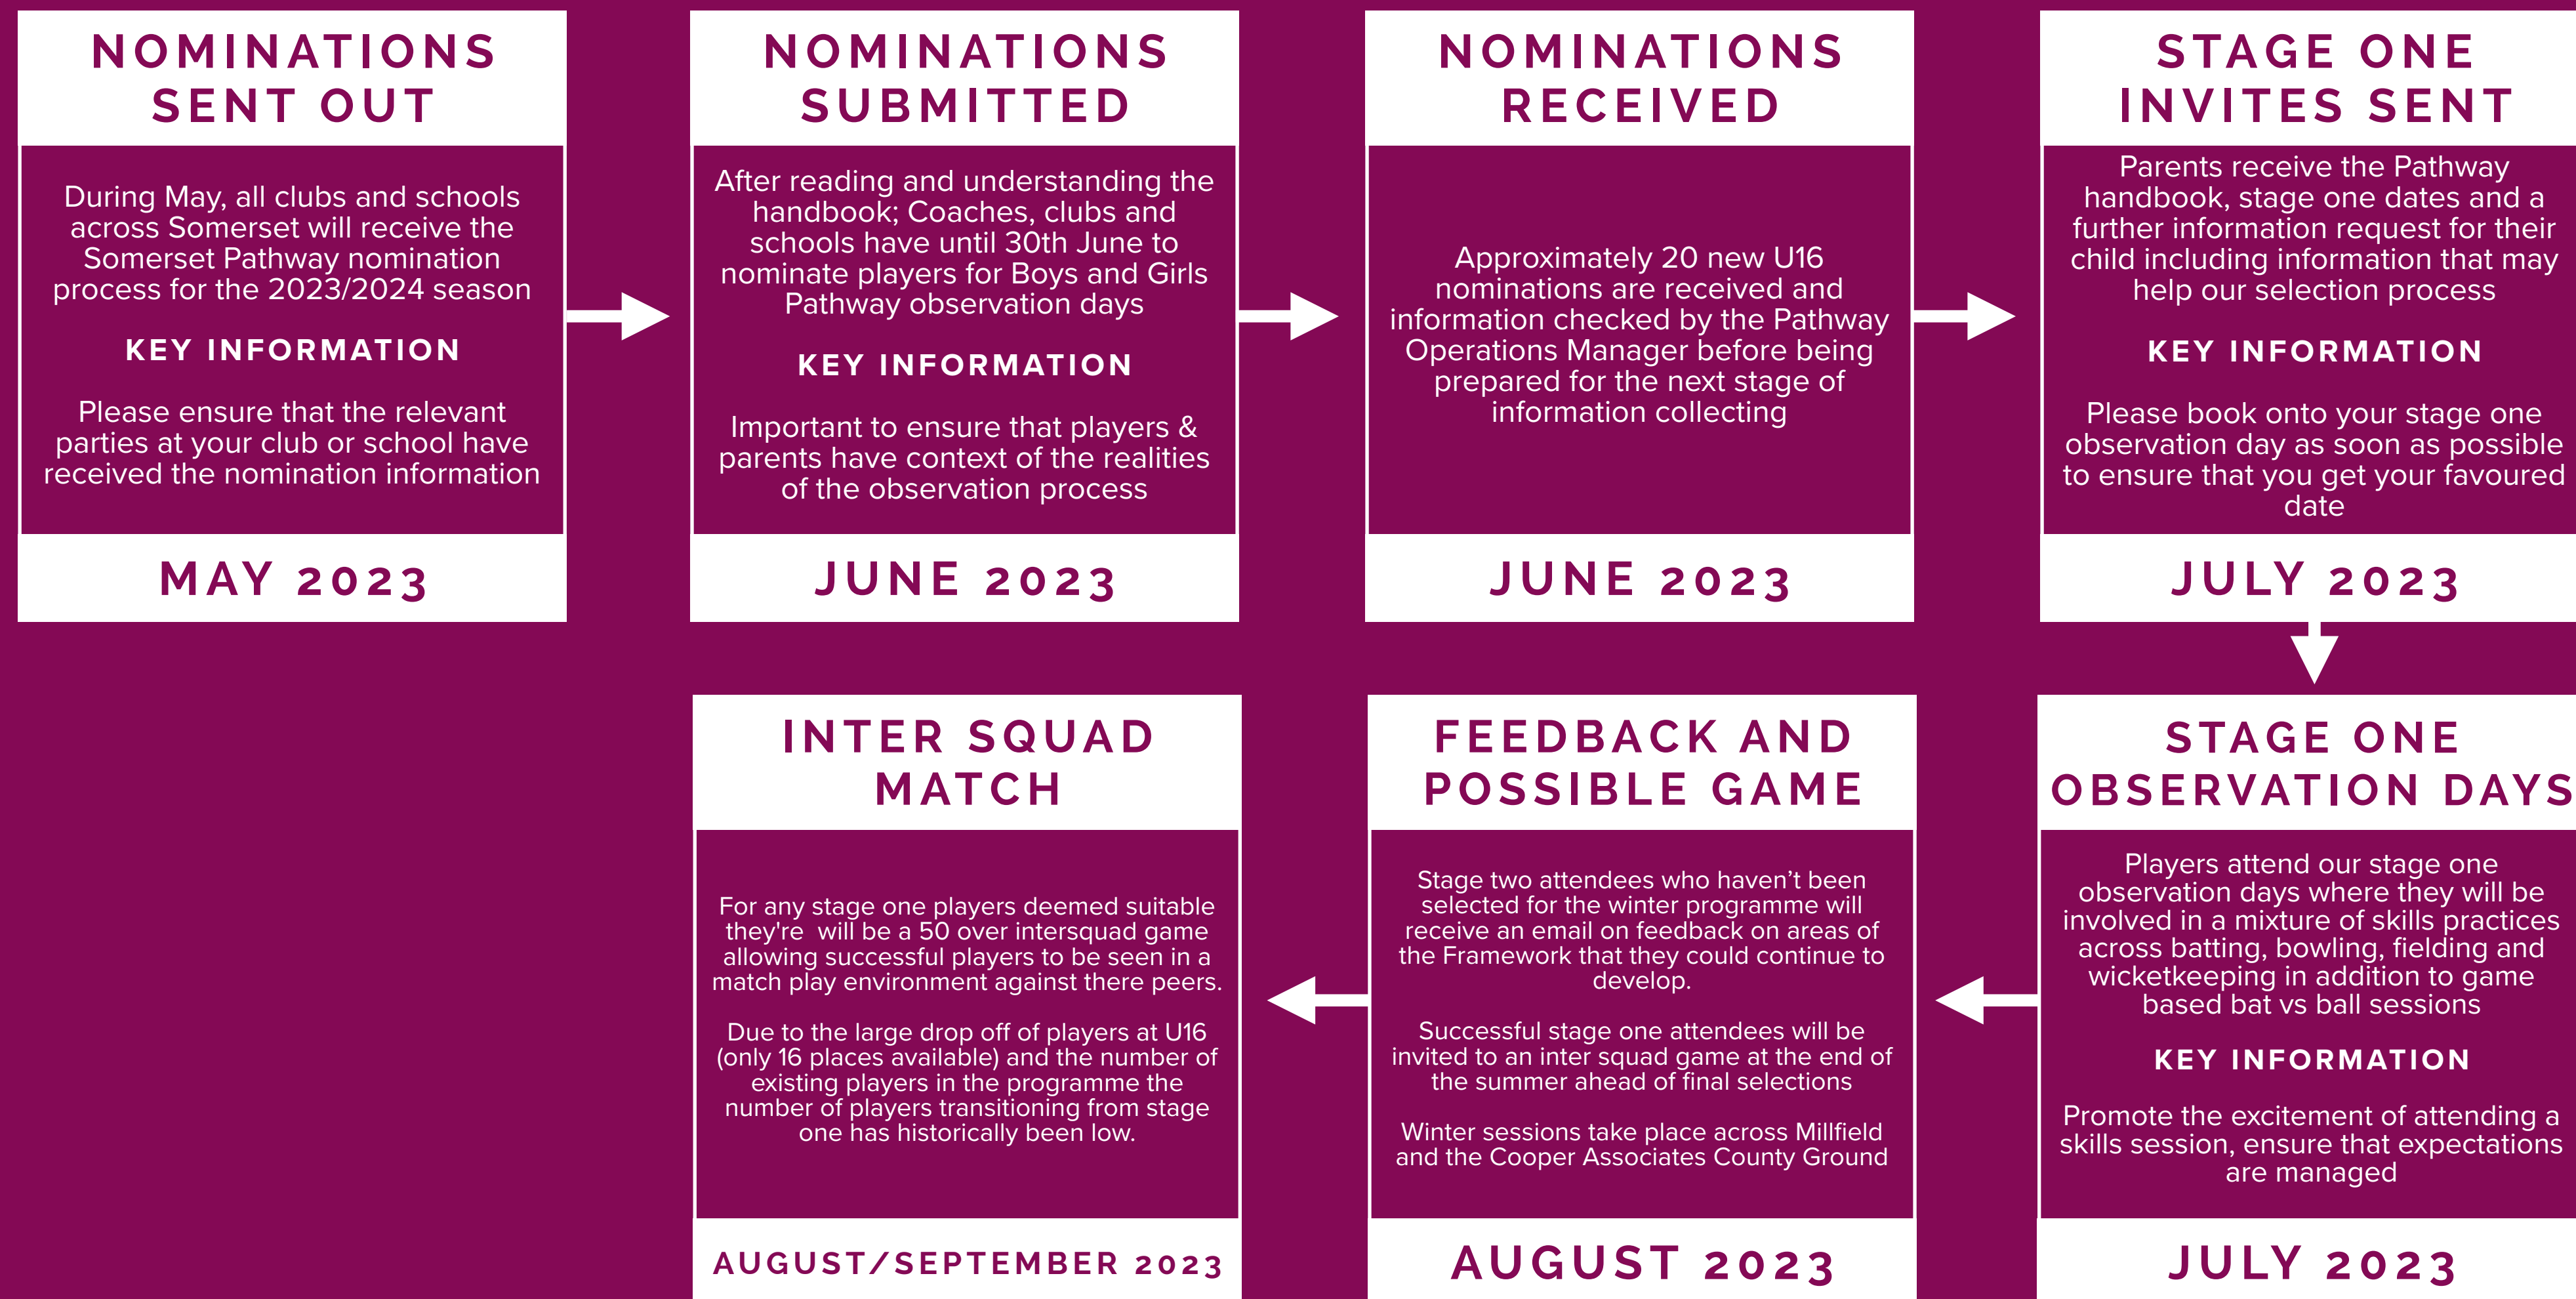 NOMINATIONS
SENT OUT
During May, all clubs and schools
across Somerset will receive the
Somerset Pathway nomination
process for the 2023/2024 season
KEY INFORMATION
Please ensure that the relevant
parties at your club or school have
received the nomination information
MAY 2023
NOMINATIONS
SUBMITTED
After reading and understanding the
handbook; Coaches, clubs and
schools have until 30th June to
nominate players for Boys and Girls
Pathway observation days
KEY INFORMATION
Important to ensure that players &
parents have context of the realities
of the observation process
JUNE 2023
NOMINATIONS
RECEIVED
Approximately 20 new U16
nominations are received and
information checked by the Pathway
Operations Manager before being
prepared for the next stage of
information collecting
JUNE 2023
STAGE ONE
INVITES SENT
Parents receive the Pathway
handbook, stage one dates and a
further information request for their
child including information that may
help our selection process
KEY INFORMATION
Please book onto your stage one
observation day as soon as possible
to ensure that you get your favoured
date
JULY 2023
STAGE ONE
OBSERVATION DAYS
Players attend our stage one
observation days where they will be
involved in a mixture of skills practices
across batting, bowling, fielding and
wicketkeeping in addition to game
based bat vs ball sessions
KEY INFORMATION
Promote the excitement of attending a
skills session, ensure that expectations
are managed
JULY 2023
FEEDBACK AND
POSSIBLE GAME
Stage two attendees who haven't been
selected for the winter programme will
receive an email on feedback on areas of
the Framework that they could continue to
develop.
Successful stage one attendees will be
invited to an inter squad game at the end of
the summer ahead of final selections
Winter sessions take place across Millfield
and the Cooper Associates County Ground
AUGUST 2023
INTER SQUAD
MATCH
For any stage one players deemed suitable
they're will be a 50 over intersquad game
allowing successful players to be seen in a
match play environment against there peers.
Due to the large drop off of players at U16
(only 16 places available) and the number of
existing players in the programme the
number of players transitioning from stage
one has historically been low.
AUGUST/SEPTEMBER 2023